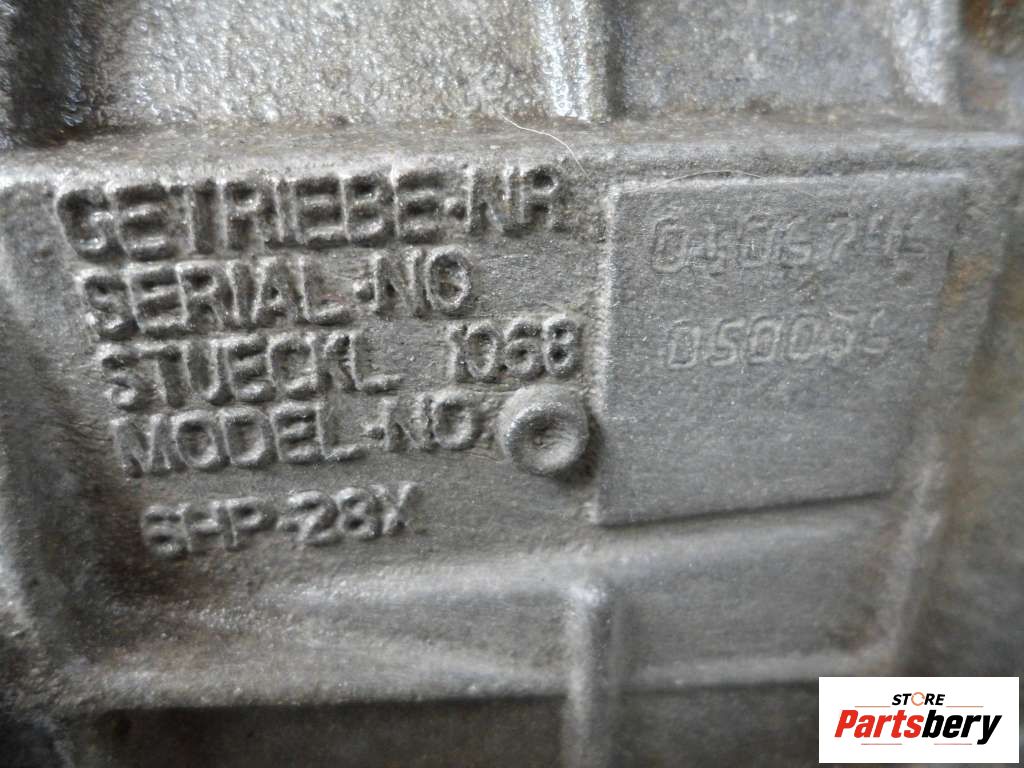 GETRIEBE-NR
SERIAL-NO
STUECKL 1068
MODEL-NO
6HP-28X
STORE
Partsbery